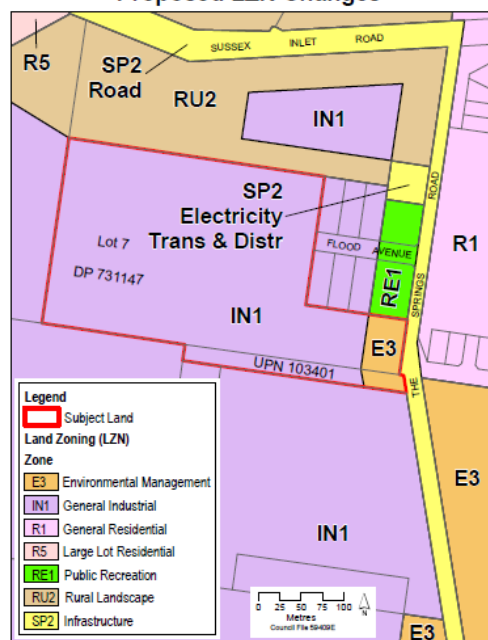 Proposed LZN Changes
SUSSEX INLET ROAD
R5
SP2
Road
RU2
IN1
SP2
Electricity
Trans & Distr
ROAD
R1
Lot 7
DP 731147
FLOOD AVENUE
RE1
SPRINGS
IN1
E3
UPN 103401
THE
E3
IN1
E3
Legend
Subject Land
Land Zoning (LZN)
Zone
E3 Environmental Management
IN1 General Industrial
R1 General Residential
R5 Large Lot Residential
RE1 Public Recreation
RU2 Rural Landscape
SP2 Infrastructure
0 25 50 75 100
Metres
Council File 59409E
N